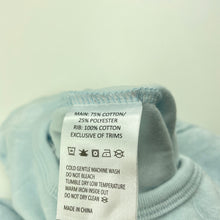 MAIN: 75% COTTON/
25% POLYESTER
RIB: 100% COTTON
EXCLUSIVE OF TRIMS
COLD GENTLE MACHINE WASH
DO NOT BLEACH
TUMBLE DRY LOW TEMPERATURE
WARM IRON INSIDE OUT
DO NOT DRY CLEAN
MADE IN CHINA